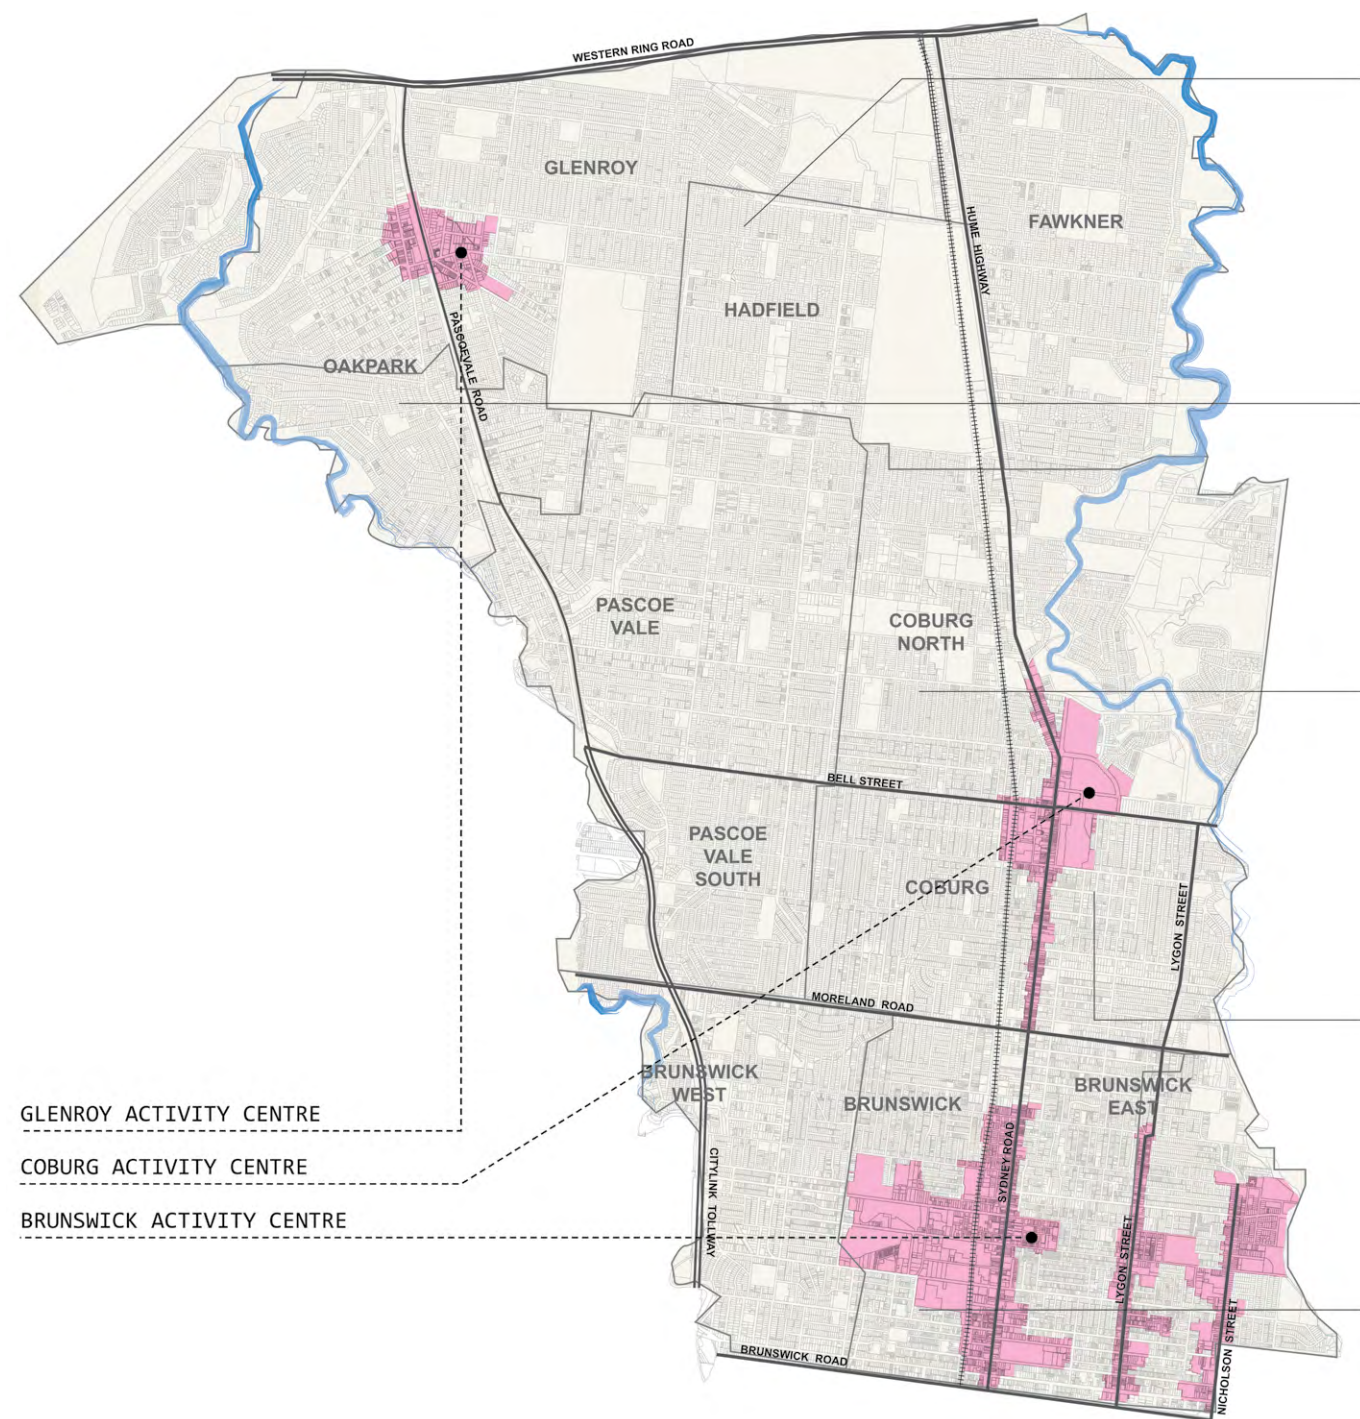 WESTERN RING ROAD
GLENROY
FAWKNER
HUME HIGHWAY
HADFIELD
PASCOEVALE ROAD
OAKPARK
PASCOE
VALE
COBURG
NORTH
BELL STREET
PASCOE
VALE
SOUTH
COBURG
LYGON STREET
MORELAND ROAD
BRUNSWICK
WEST
BRUNSWICK
BRUNSWICK
EAST
GLENROY ACTIVITY CENTRE
COBURG ACTIVITY CENTRE
BRUNSWICK ACTIVITY CENTRE
CITYLINK TOLLWAY
SYDNEY ROAD
LYGON STREET
NICHOLSON STREET
BRUNSWICK ROAD